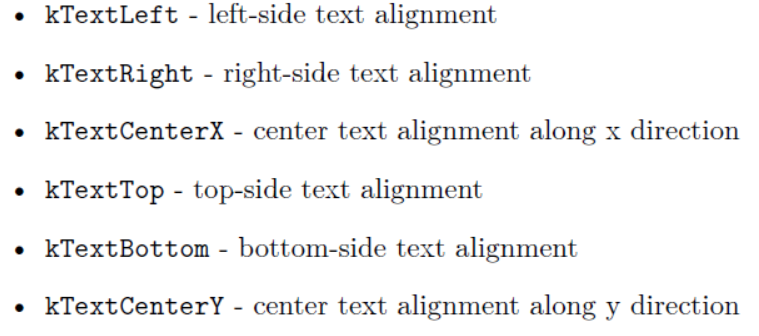 • kTextLeft - left-side text alignment
• kTextRight - right-side text alignment
• kTextCenterX - center text alignment along x direction
• kTextTop - top-side text alignment
• kTextBottom - bottom-side text alignment
• kTextCenterY - center text alignment along y direction